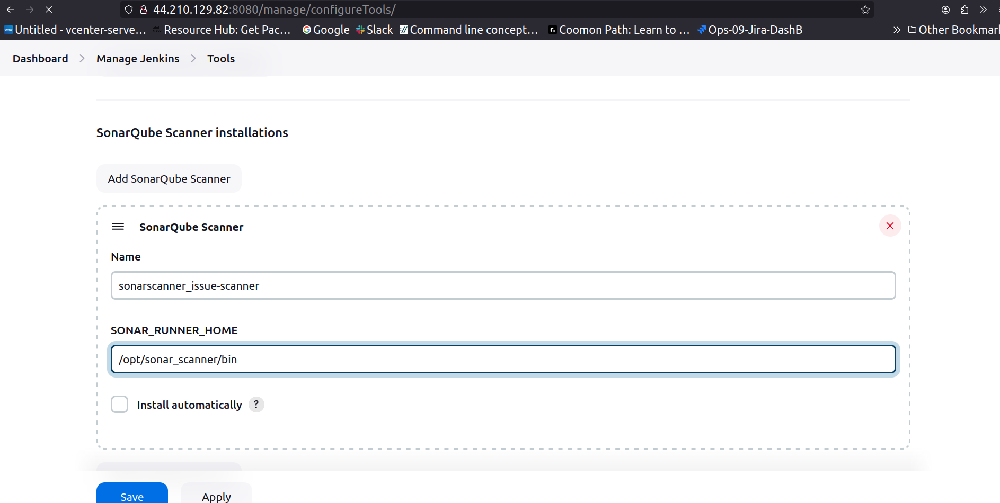 44.210.129.82:8080/manage/configureTools/
Untitled - vcenter-serve... Resource Hub: Get Pac... Google Slack Command line concept... Coomon Path: Learn to ... Ops-09-Jira-DashB Other Bookmar
Dashboard Manage Jenkins Tools
SonarQube Scanner installations
Add SonarQube Scanner
SonarQube Scanner
Name
sonarscanner_issue-scanner
SONAR_RUNNER_HOME
/opt/sonar_scanner/bin
Install automatically ?
Save Apply